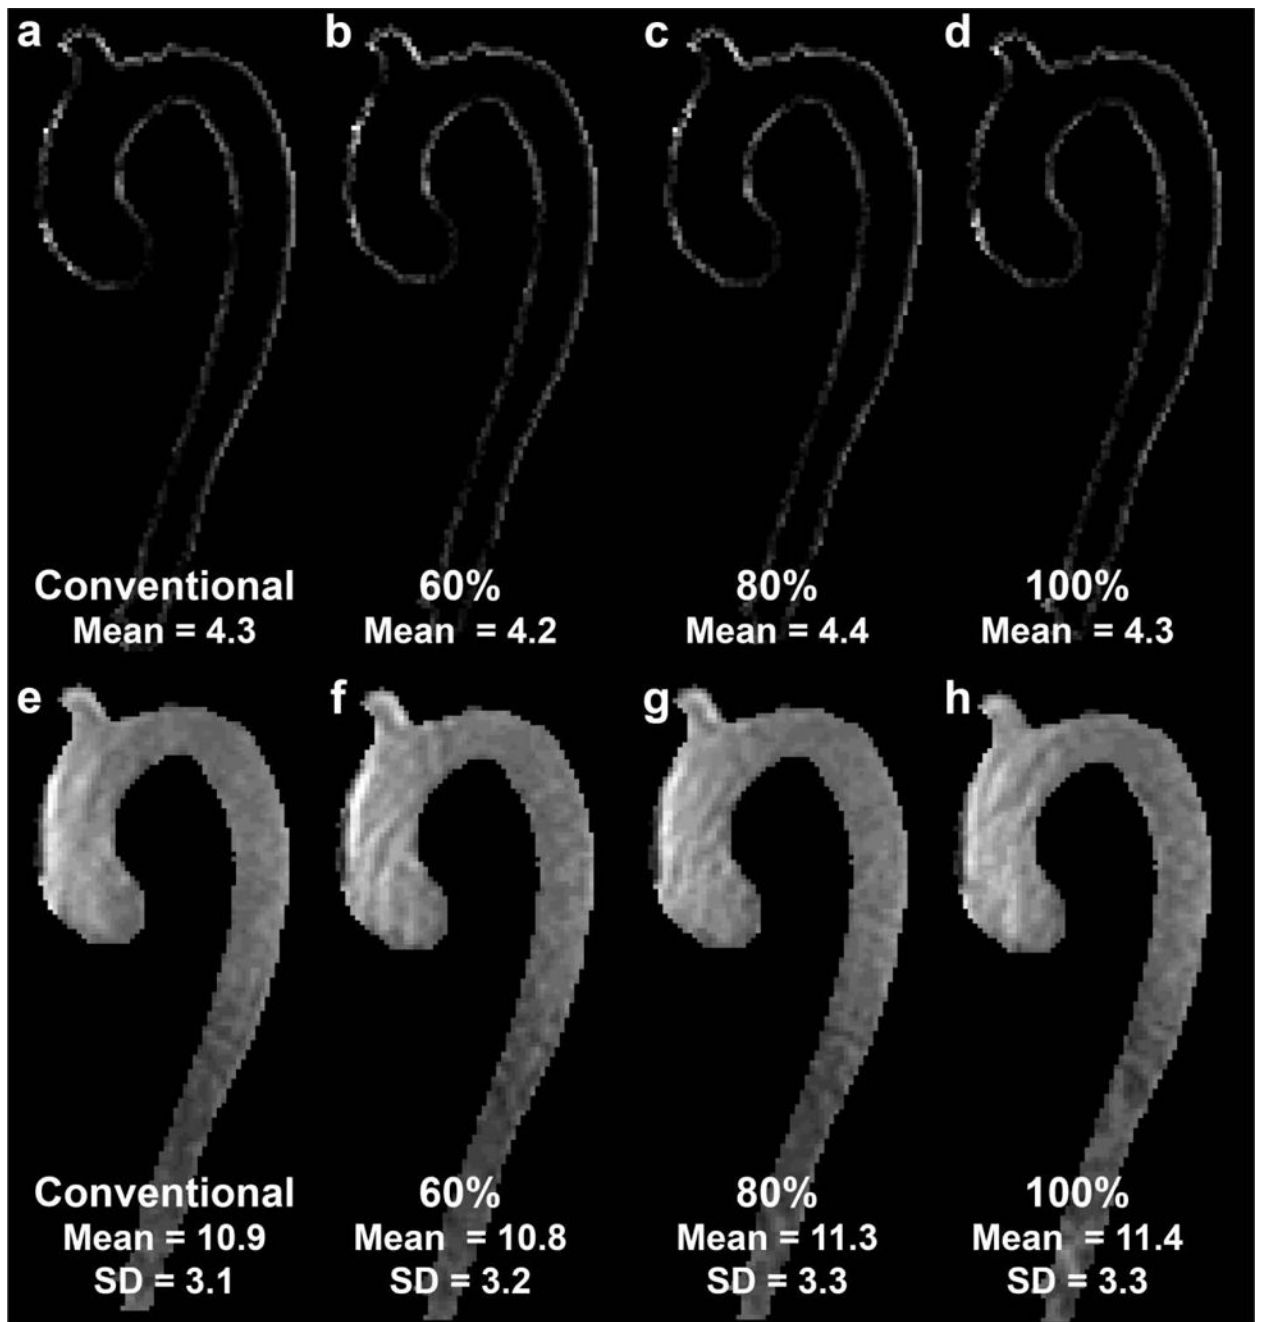 a b c d
Conventional 60% 80% 100%
Mean = 4.3 Mean = 4.2 Mean = 4.4 Mean = 4.3
e f g h
Conventional 60% 80% 100%
Mean = 10.9 Mean = 10.8 Mean = 11.3 Mean = 11.4
SD = 3.1 SD = 3.2 SD = 3.3 SD = 3.3